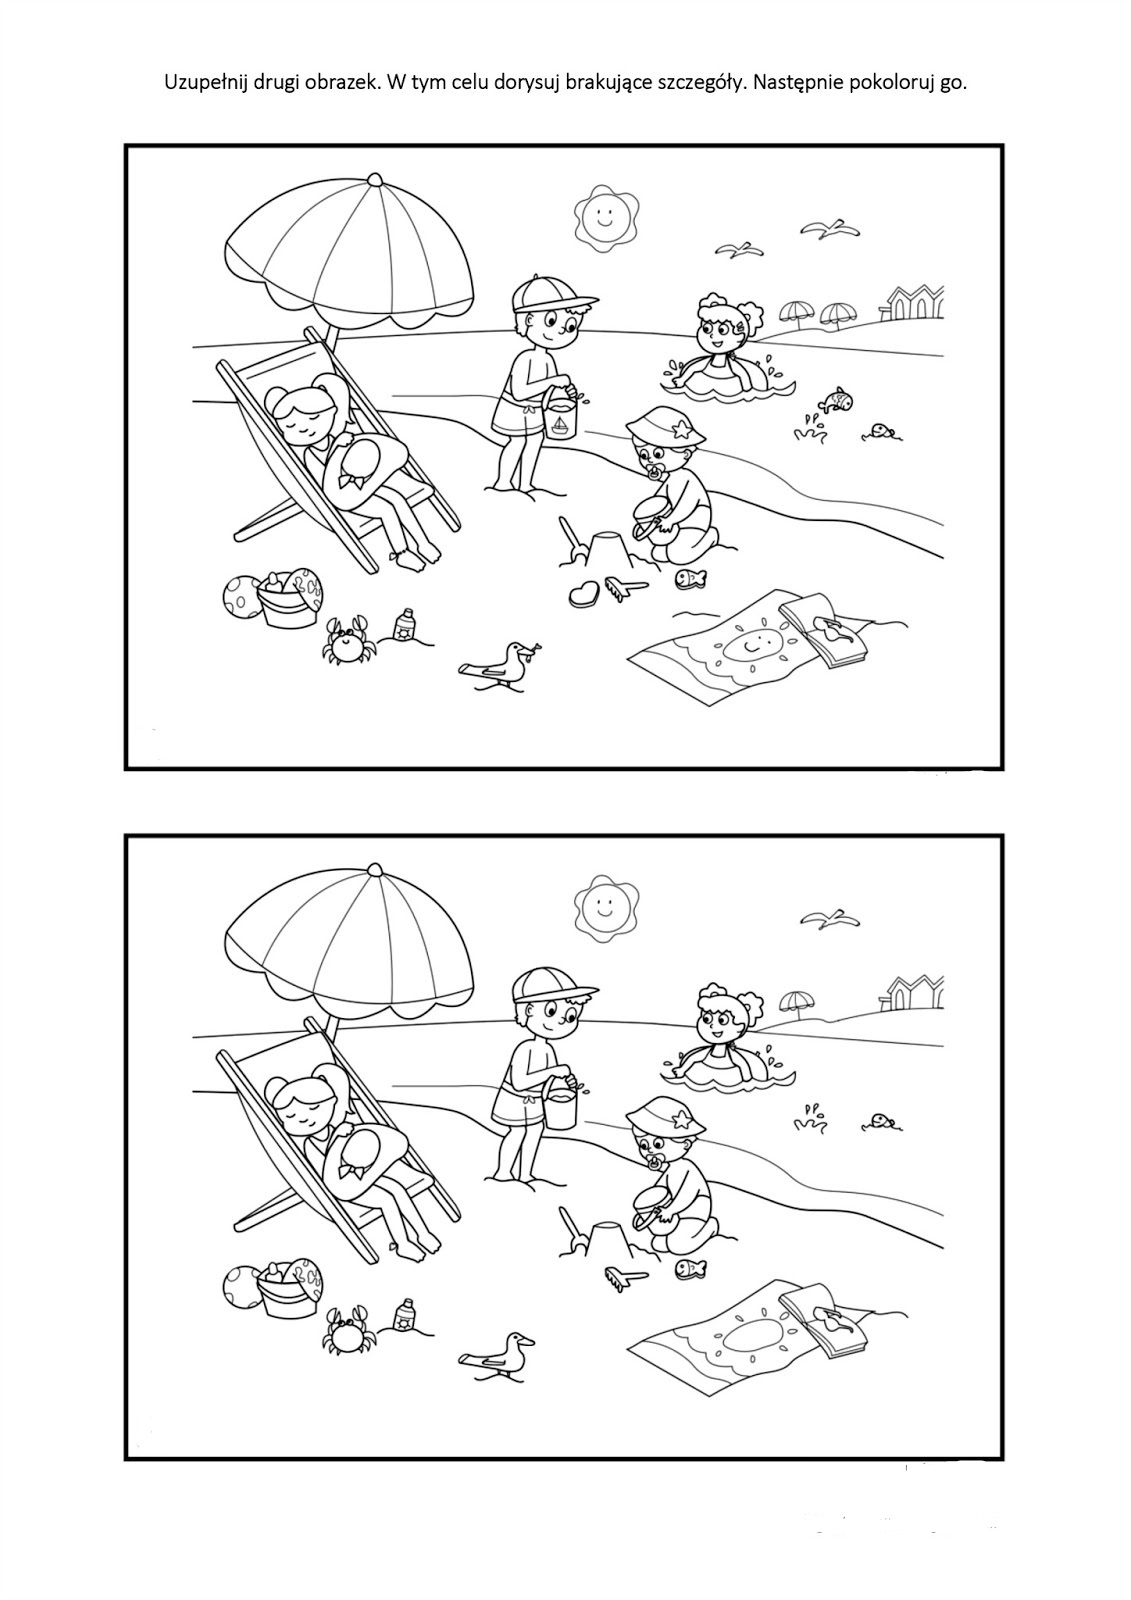 Uzupełnij drugi obrazek. W tym celu dorysuj brakujące szczegóły. Następnie pokoloruj go.